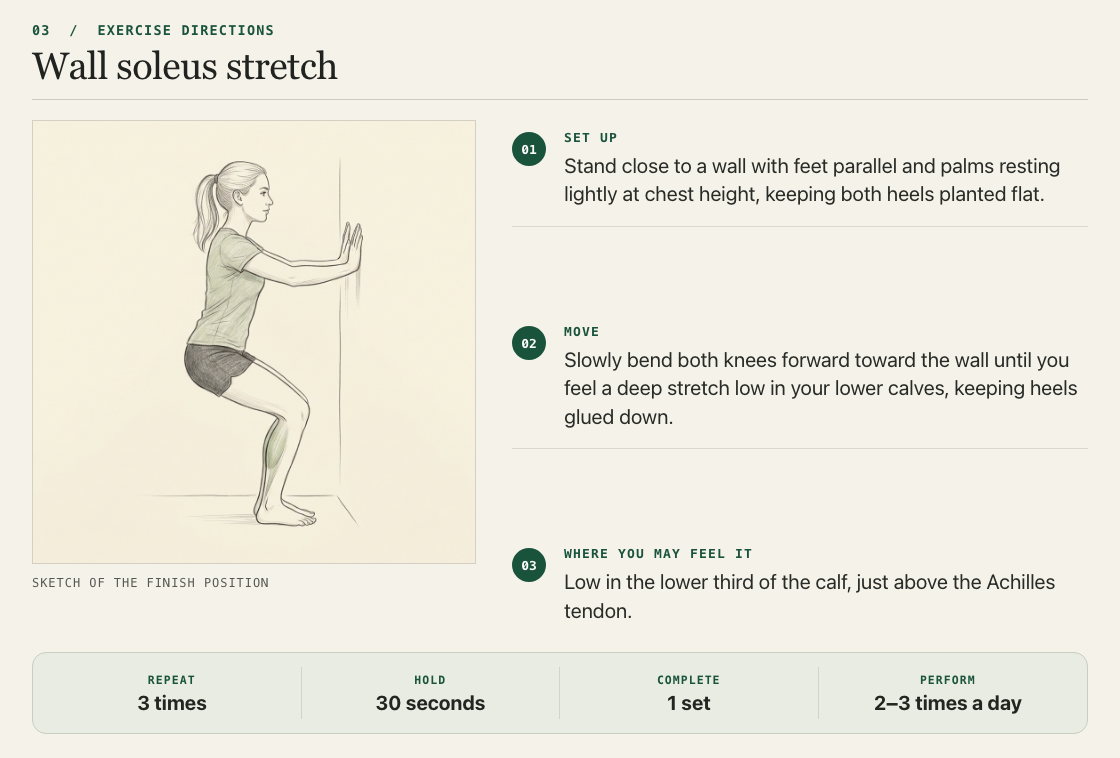 03 / EXERCISE DIRECTIONS
Wall soleus stretch
SKETCH OF THE FINISH POSITION
01
SET UP
Stand close to a wall with feet parallel and palms resting
lightly at chest height, keeping both heels planted flat.
02
MOVE
Slowly bend both knees forward toward the wall until you
feel a deep stretch low in your lower calves, keeping heels
glued down.
03
WHERE YOU MAY FEEL IT
Low in the lower third of the calf, just above the Achilles
tendon.
REPEAT
3 times
HOLD
30 seconds
COMPLETE
1 set
PERFORM
2–3 times a day